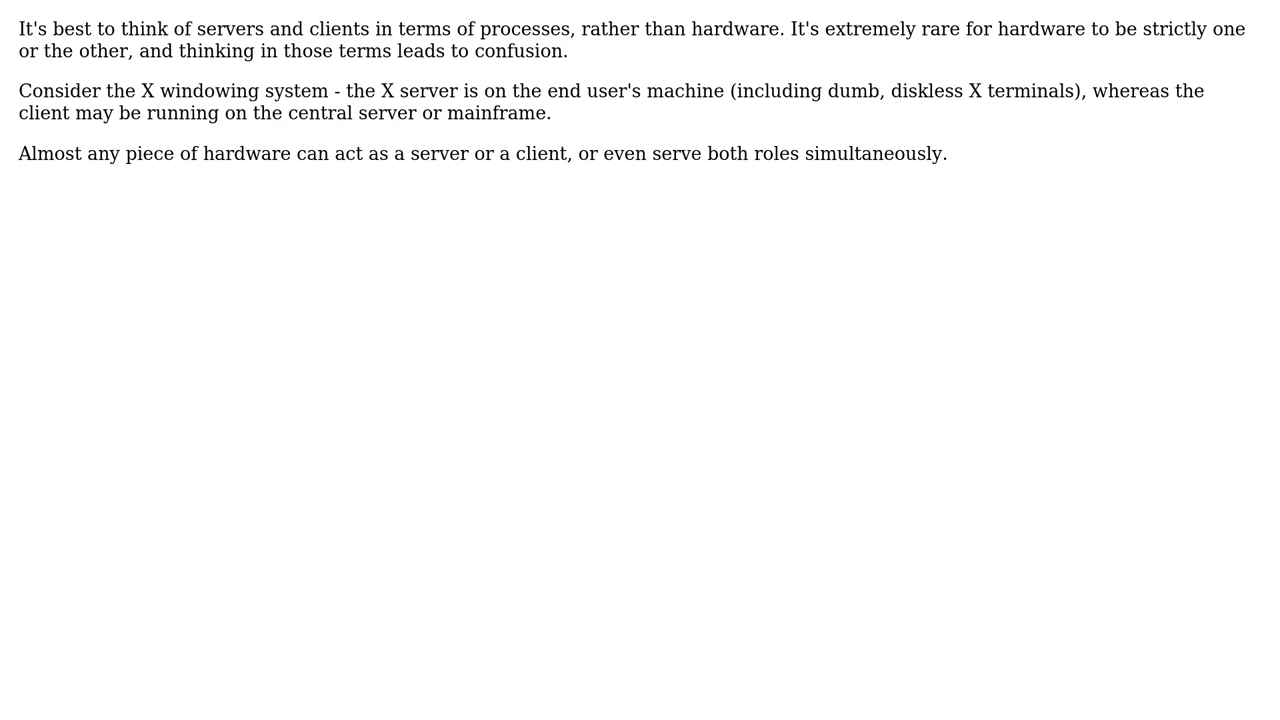 It's best to think of servers and clients in terms of processes, rather than hardware. It's extremely rare for hardware to be strictly one
or the other, and thinking in those terms leads to confusion.
Consider the X windowing system - the X server is on the end user's machine (including dumb, diskless X terminals), whereas the
client may be running on the central server or mainframe.
Almost any piece of hardware can act as a server or a client, or even serve both roles simultaneously.